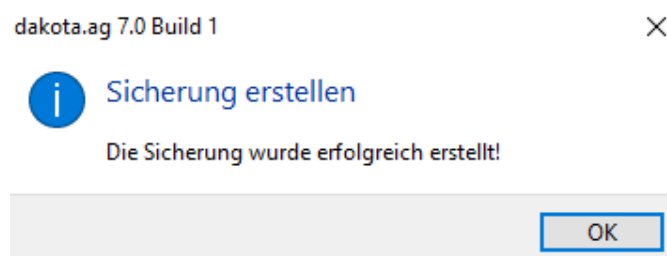 dakota.ag 7.0 Build 1
Sicherung erstellen
Die Sicherung wurde erfolgreich erstellt!
OK